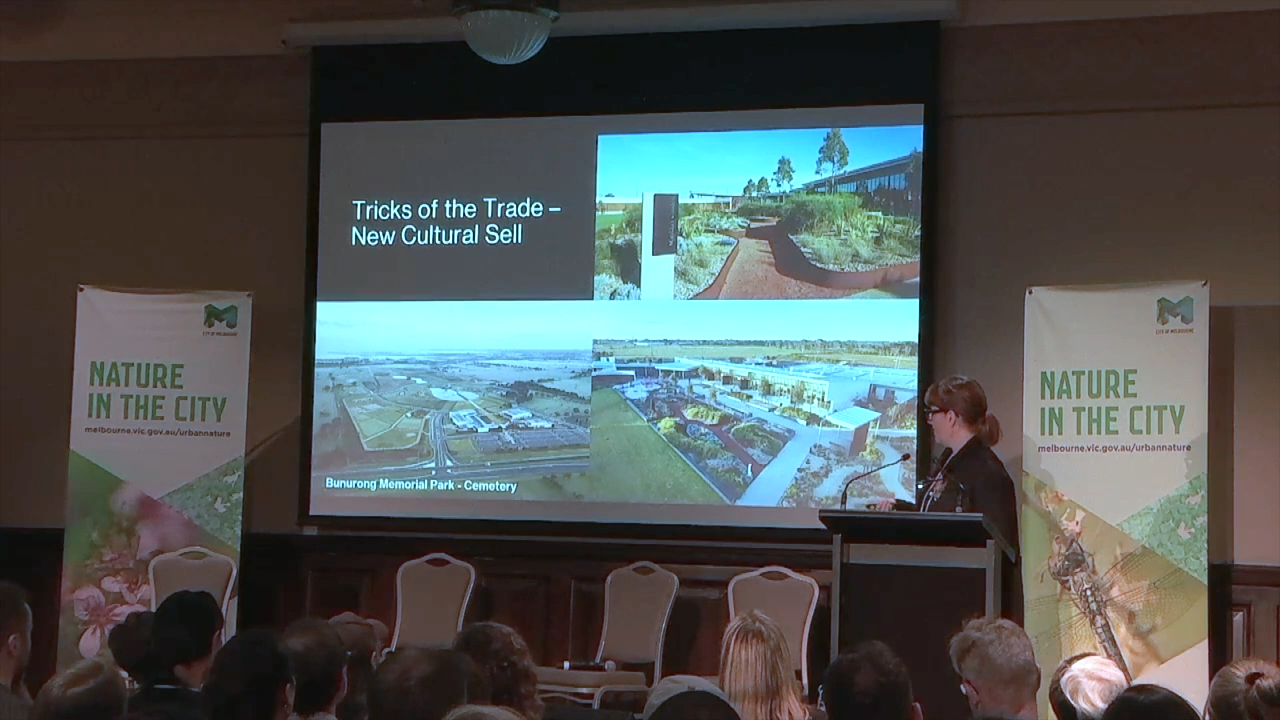 Tricks of the Trade –
New Cultural Sell
Bunurong Memorial Park - Cemetery
CITY OF MELBOURNE
NATURE
IN THE CITY
melbourne.vic.gov.au/urbannature
CITY OF MELBOURNE
NATURE
IN THE CITY
melbourne.vic.gov.au/urbannature